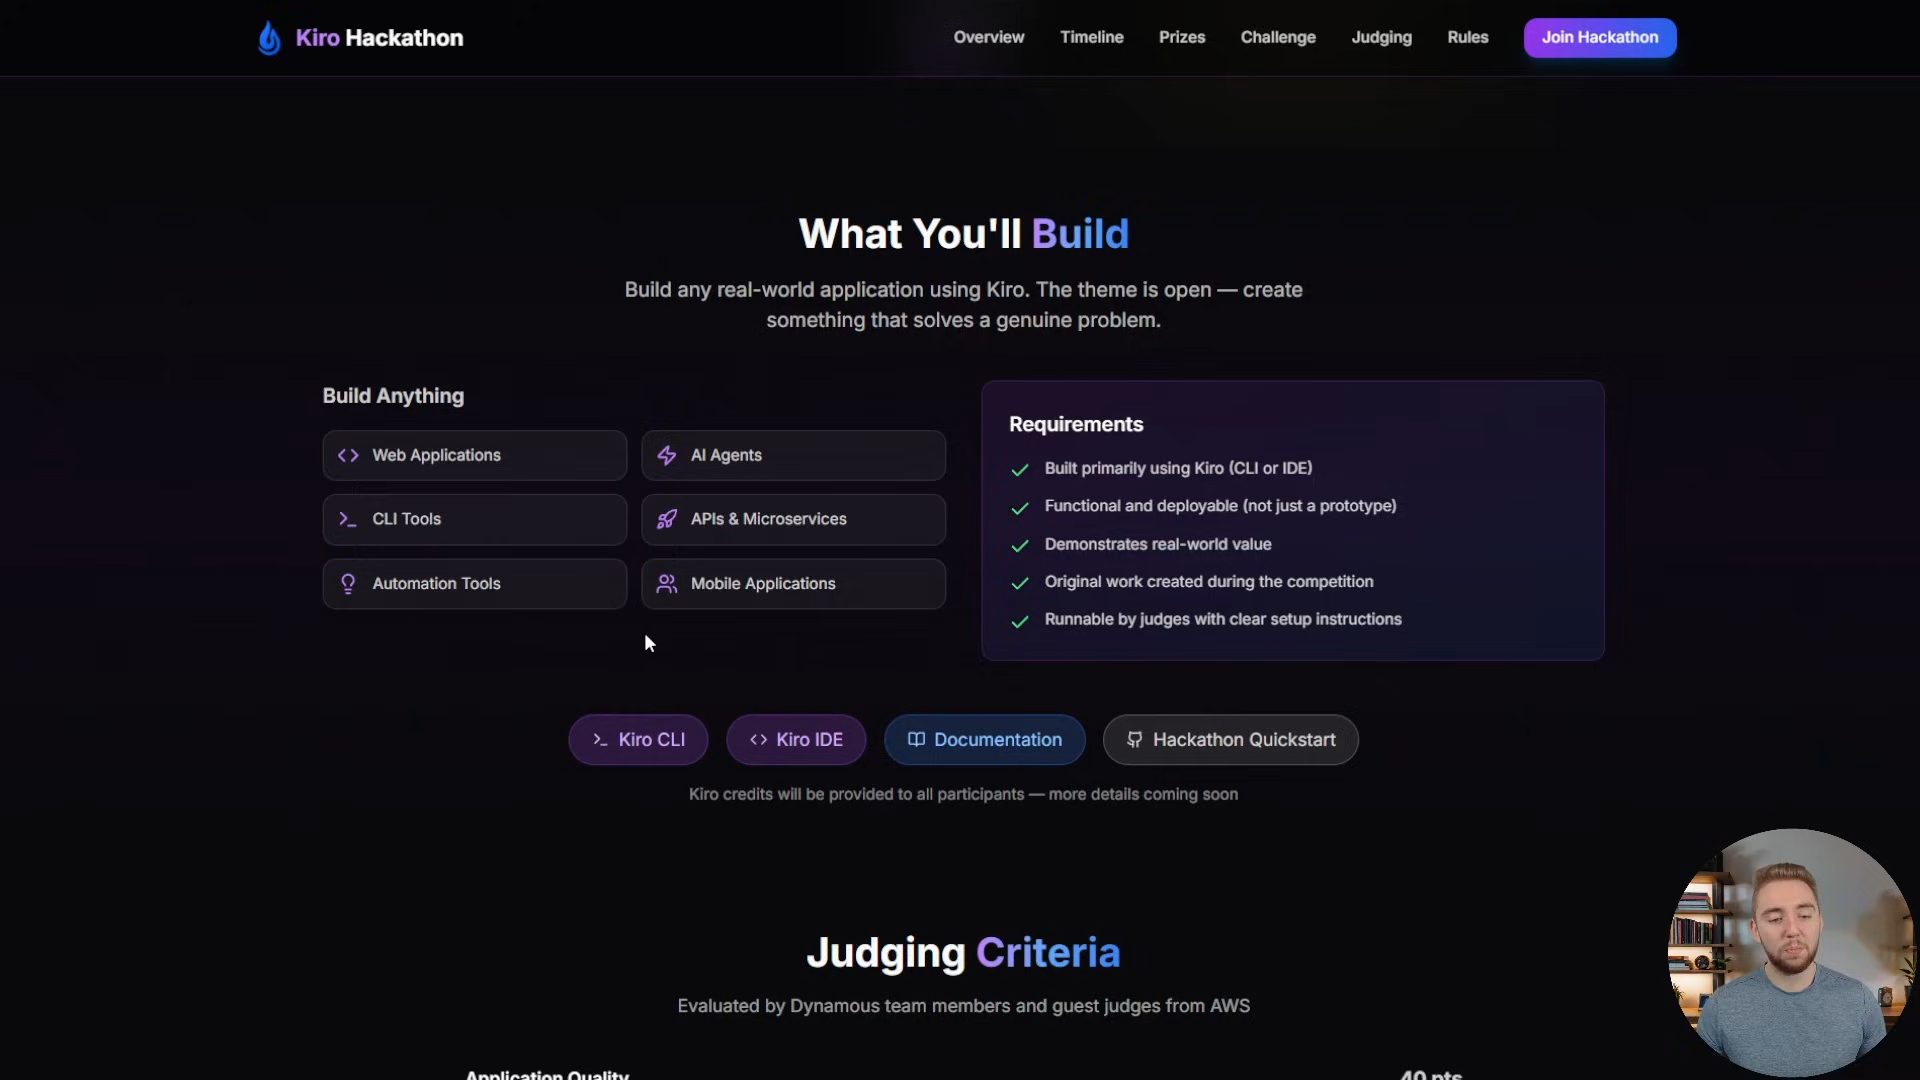 Kiro Hackathon
Overview
Timeline
Prizes
Challenge
Judging
Rules
Join Hackathon
What You'll Build
Build any real-world application using Kiro. The theme is open — create
something that solves a genuine problem.
Build Anything
Web Applications
AI Agents
CLI Tools
APIs & Microservices
Automation Tools
Mobile Applications
Requirements
Built primarily using Kiro (CLI or IDE)
Functional and deployable (not just a prototype)
Demonstrates real-world value
Original work created during the competition
Runnable by judges with clear setup instructions
Kiro CLI
Kiro IDE
Documentation
Hackathon Quickstart
Kiro credits will be provided to all participants — more details coming soon
Judging Criteria
Evaluated by Dynamous team members and guest judges from AWS
Application Quality
40 pts